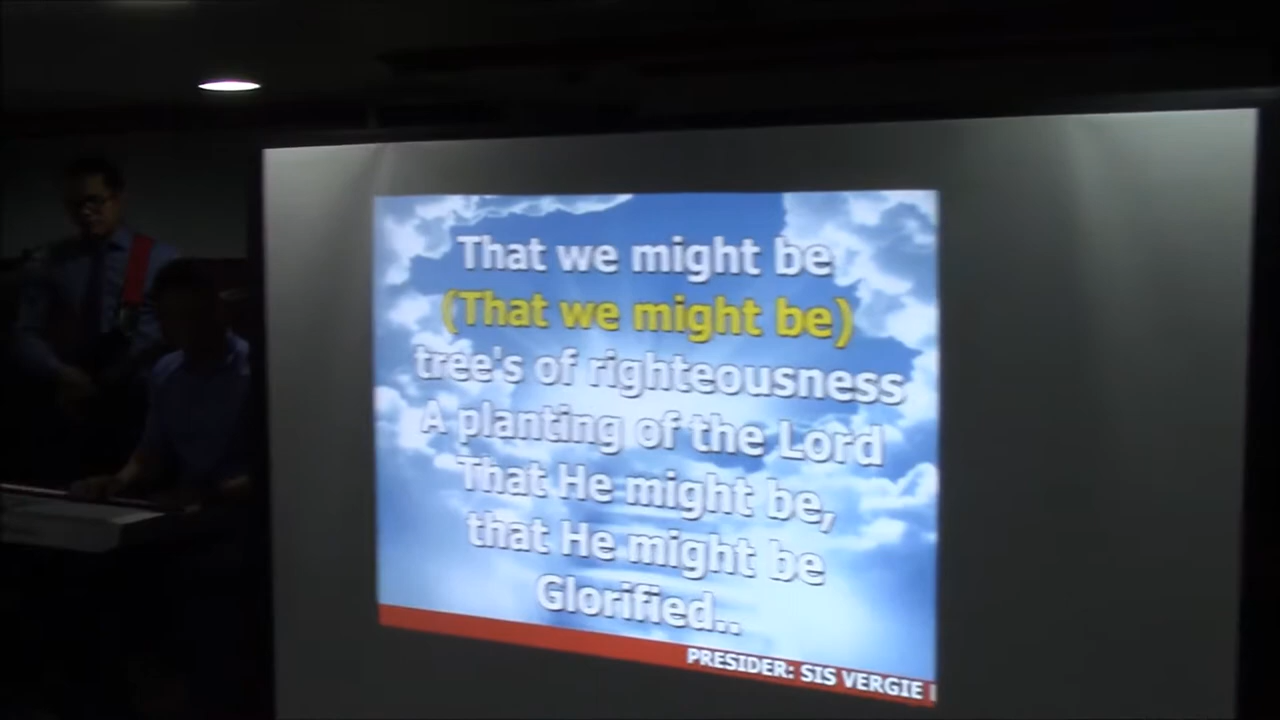 That we might be
(That we might be)
tree's of righteousness
A planting of the Lord
That He might be,
that He might be
Glorified..
PRESIDER: SIS VERGIE